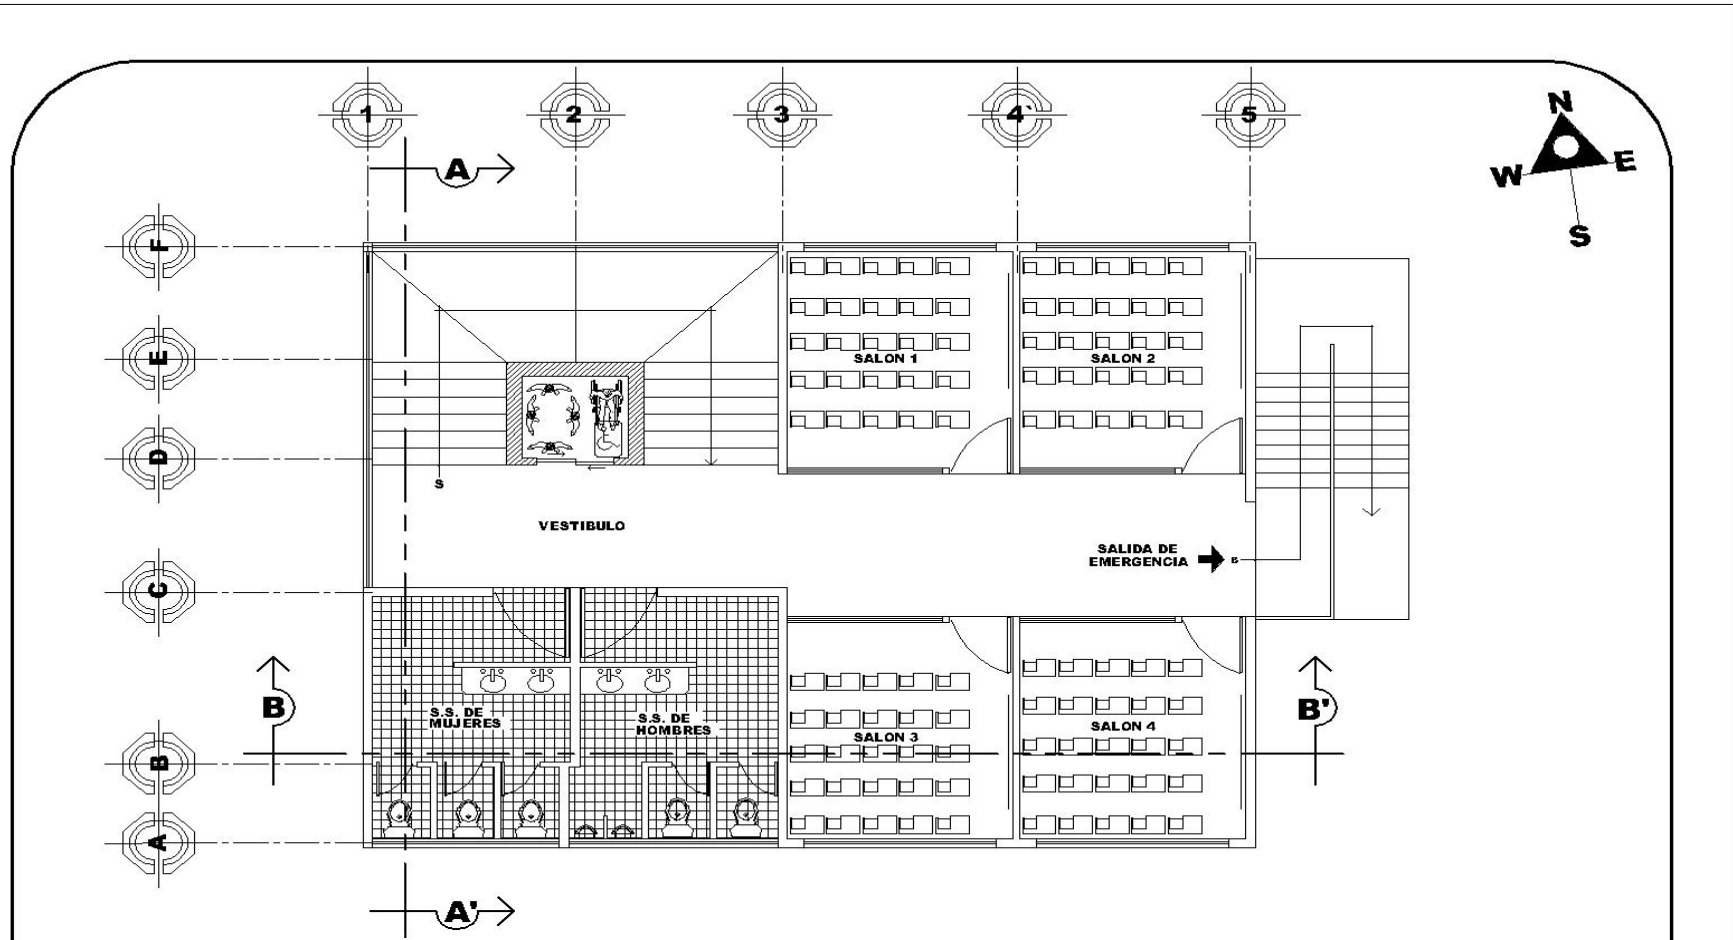 1
2
3
4`
5
N
W
E
S
A
F
E
SALON 1
SALON 2
D
S
VESTIBULO
SALIDA DE
EMERGENCIA
B
C
B
S.S. DE
MUJERES
S.S. DE
HOMBRES
SALON 3
SALON 4
B'
B
A
A'